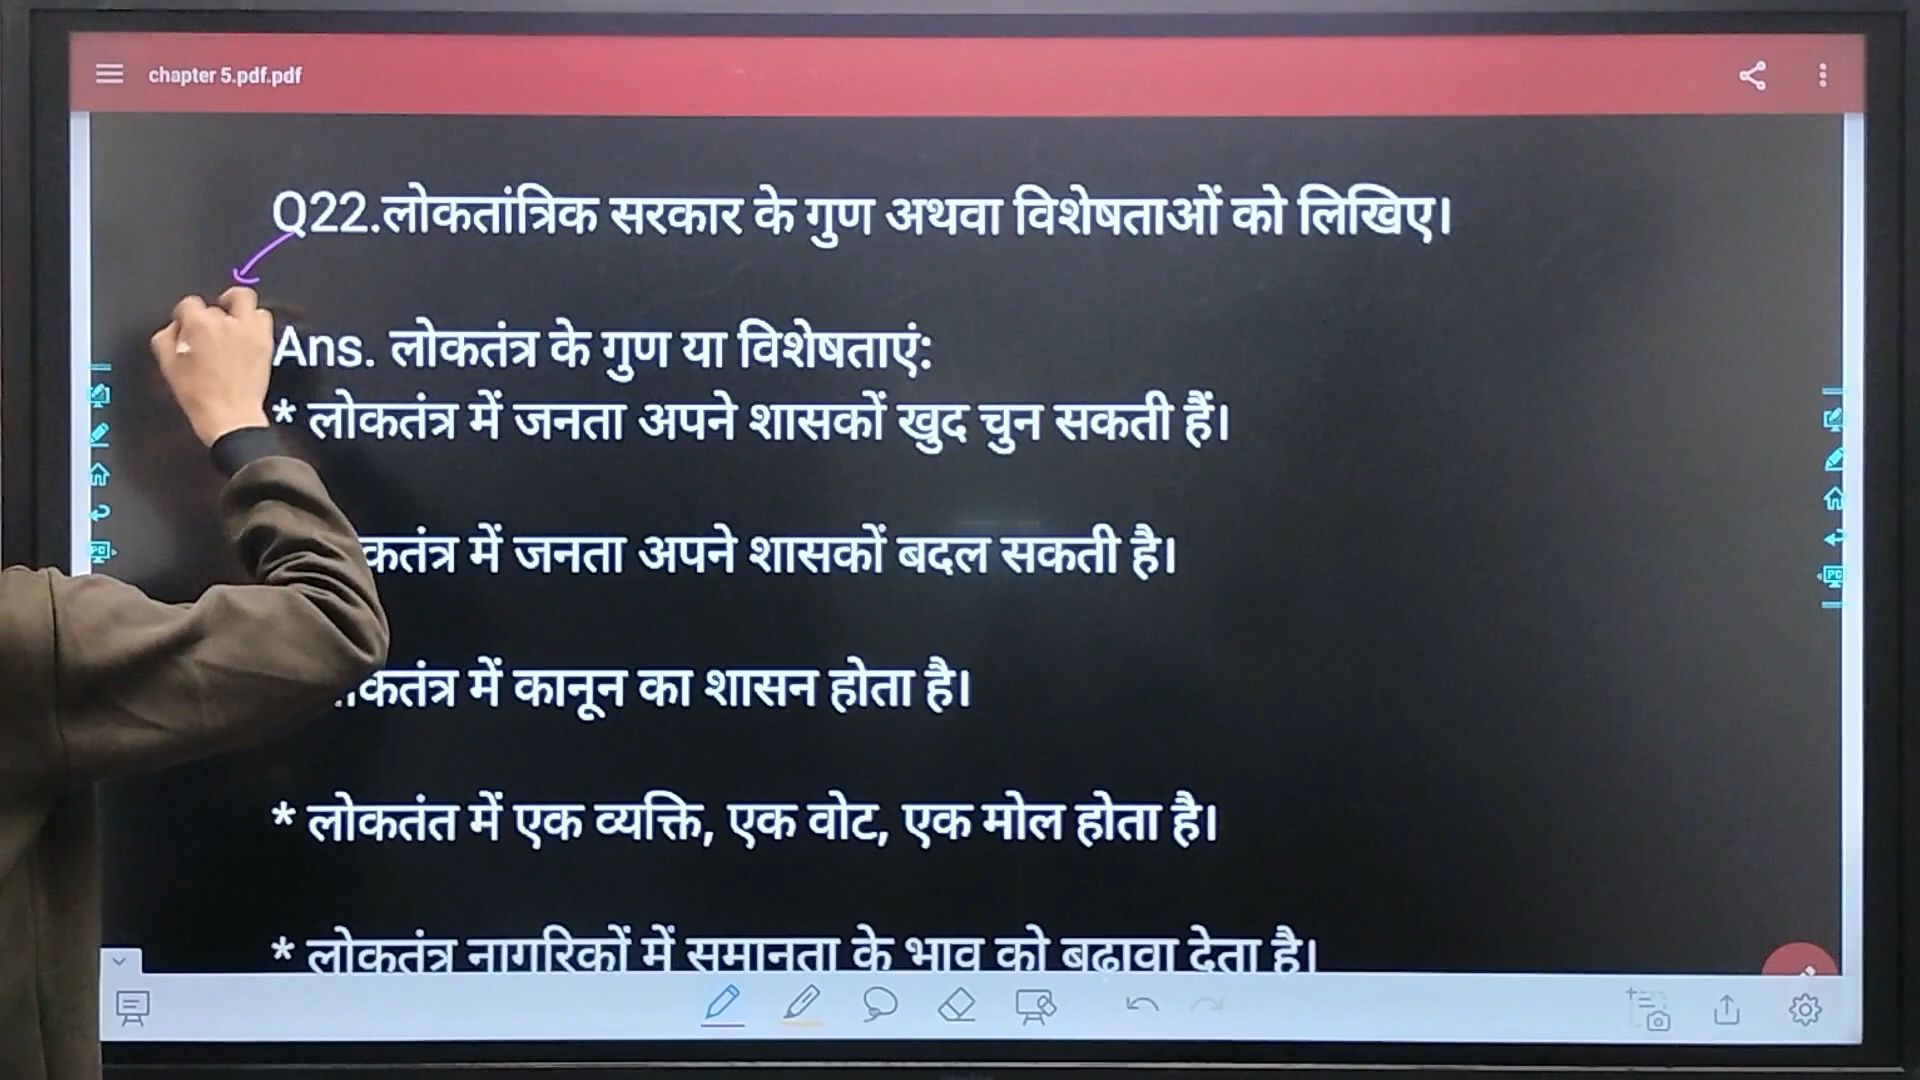 chapter 5.pdf.pdf
Q22.लोकतांत्रिक सरकार के गुण अथवा विशेषताओं को लिखिए।
Ans. लोकतंत्र के गुण या विशेषताएं:
* लोकतंत्र में जनता अपने शासकों खुद चुन सकती हैं।
कतंत्र में जनता अपने शासकों बदल सकती है।
कतंत्र में कानून का शासन होता है।
* लोकतंत में एक व्यक्ति, एक वोट, एक मोल होता है।
* लोकतंत्र नागरिकों में समानता के भाव को बढ़ावा देता है।